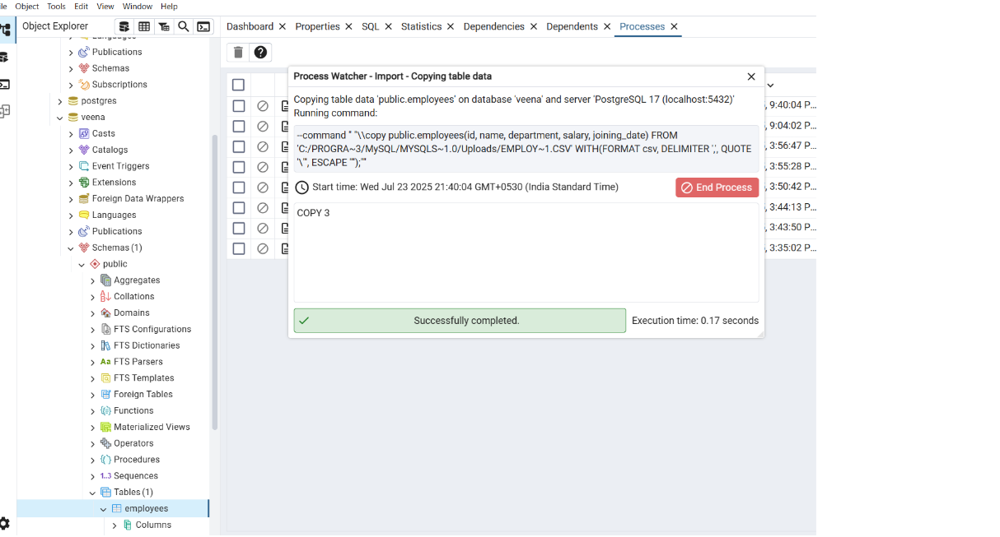 File Object Tools Edit View Window Help
Object Explorer
Dashboard Properties SQL Statistics Dependencies Dependents Processes
Languages
Publications
Schemas
Subscriptions
postgres
veena
Casts
Catalogs
Event Triggers
Extensions
Foreign Data Wrappers
Languages
Publications
Schemas (1)
public
Aggregates
Collations
Domains
FTS Configurations
FTS Dictionaries
Aa FTS Parsers
FTS Templates
Foreign Tables
Functions
Materialized Views
Operators
Procedures
1..3 Sequences
Tables (1)
employees
Columns
Process Watcher - Import - Copying table data
Copying table data 'public.employees' on database 'veena' and server 'PostgreSQL 17 (localhost:5432)'
Running command:
--command " "\\copy public.employees(id, name, department, salary, joining_date) FROM
'C:/PROGRA~3/MySQL/MYSQLS~1.0/Uploads/EMPLOY~1.CSV' WITH(FORMAT csv, DELIMITER ',', QUOTE
'\"', ESCAPE '"');""
Start time: Wed Jul 23 2025 21:40:04 GMT+0530 (India Standard Time)
End Process
COPY 3
Successfully completed.
Execution time: 0.17 seconds
, 9:40:04 P...
, 9:04:02 P...
, 3:56:47 P...
, 3:55:28 P...
, 3:50:42 P...
, 3:44:13 P...
, 3:43:50 P...
, 3:35:02 P...